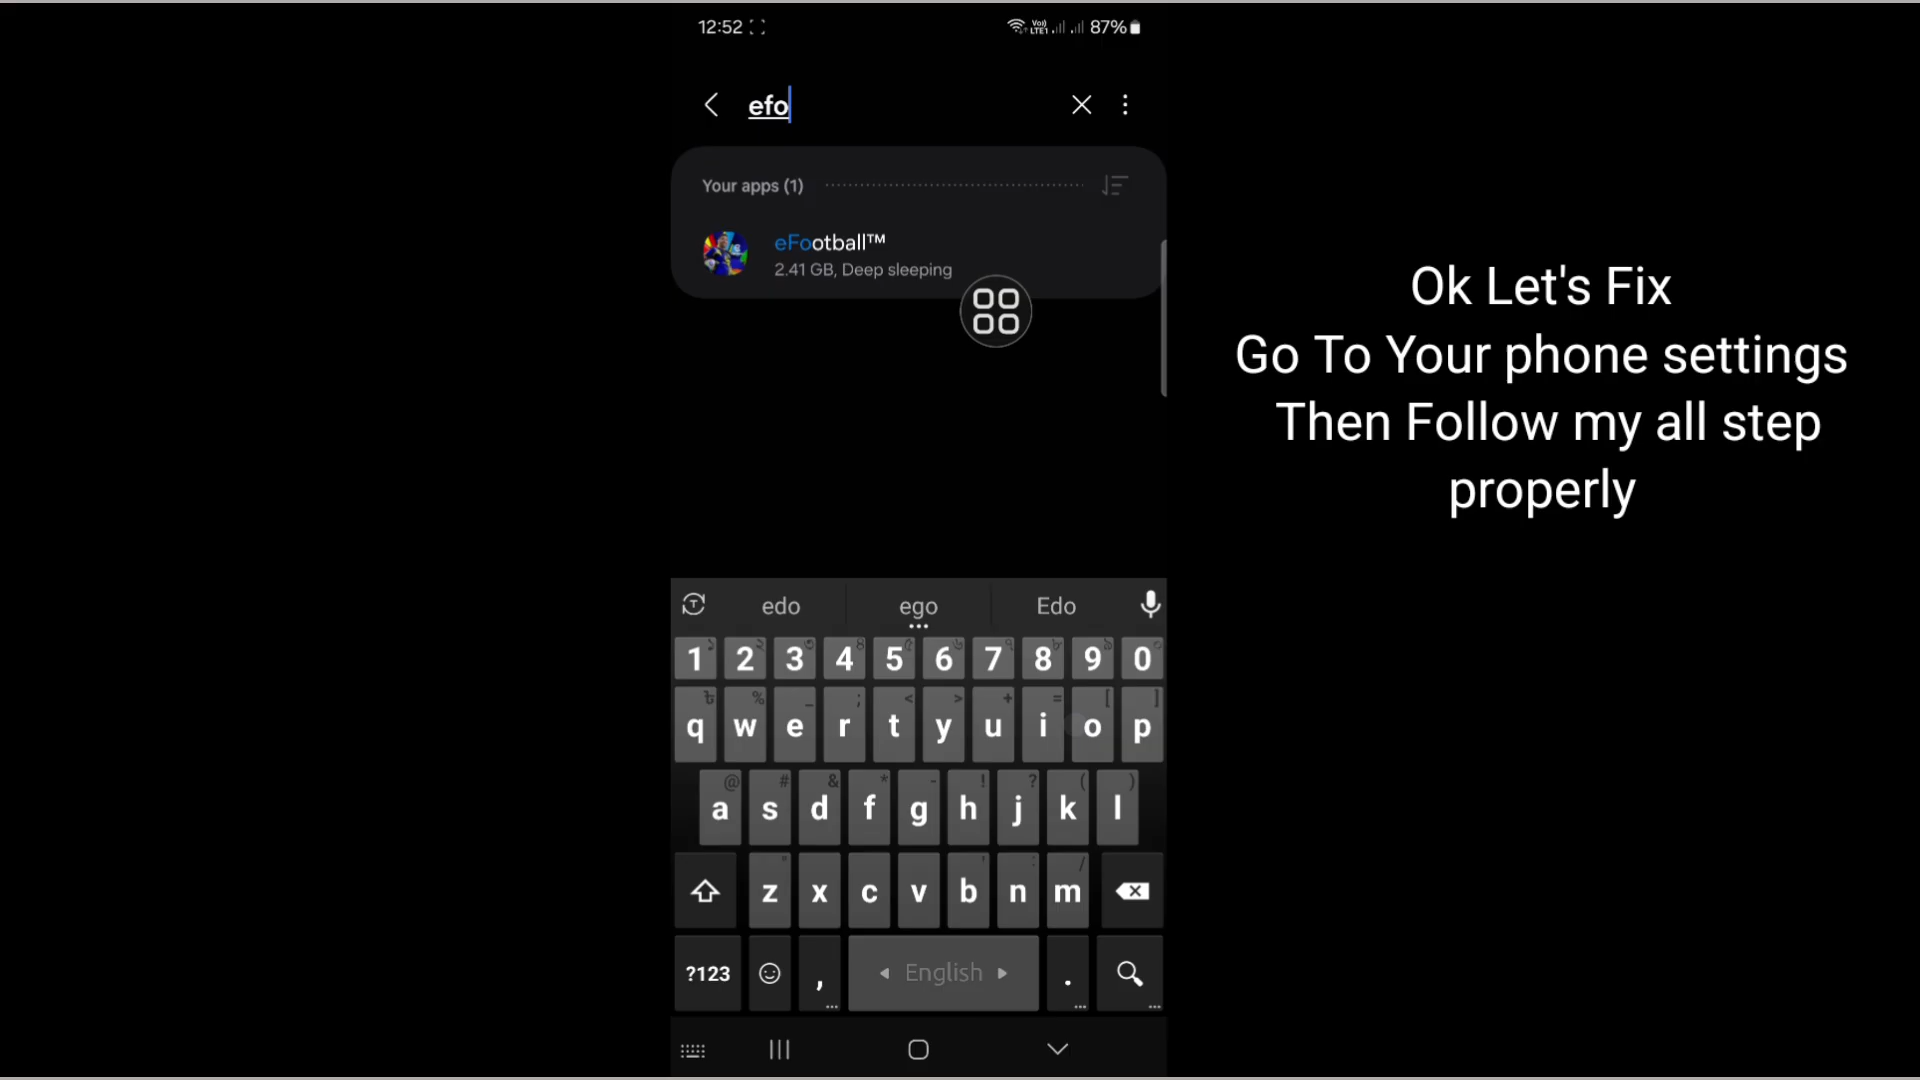 12:52
Vo))
LTE1
87%
efo
Your apps (1)
eFootball™
2.41 GB, Deep sleeping
Ok Let's Fix
Go To Your phone settings
Then Follow my all step
properly
edo ego Edo
1 2 3 4 5 6 7 8 9 0
% _ ; < > + = [ ]
q w e r t y u i o p
@ # & * - ! ? ( )
a s d f g h j k l
" ' : /
z x c v b n m
?123 , English .